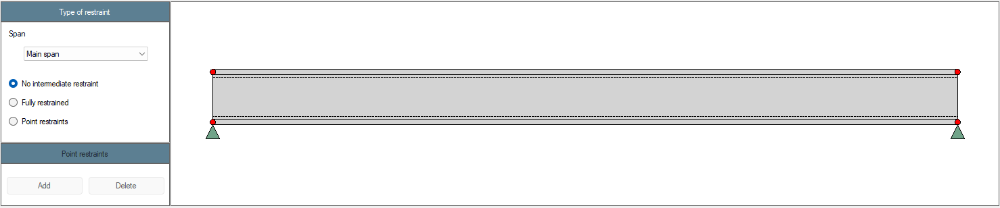 Type of restraint
Span
Main span
No intermediate restraint
Fully restrained
Point restraints
Point restraints
Add
Delete